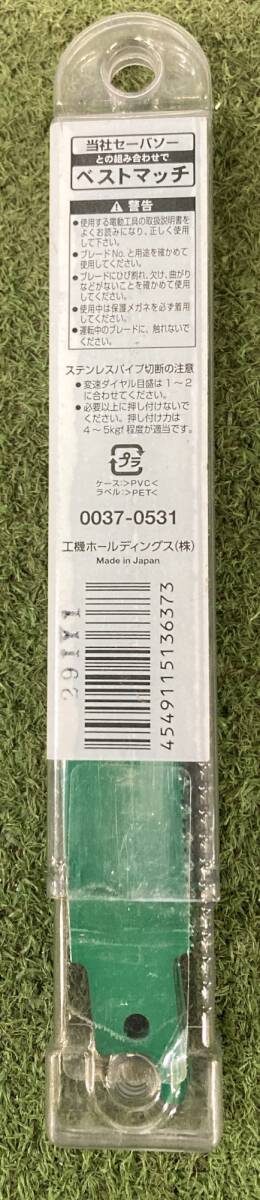 当社セーバソー
との組み合わせで
ベストマッチ
警告
●使用する電動工具の取扱説明書を
よくお読みになり、正しく使用
して下さい。
●ブレードNo. と用途を確かめて
使用してください。
●ブレードにひび割れ、欠け、曲がり
などがないことを確かめて使用
してください。
●使用中は保護メガネを必ず着用
してください。
●運転中のブレードに、触れないで
ください。
ステンレスパイプ切断の注意
●変速ダイヤル目盛は1～2
に合わせてください。
●必要以上に押し付けないで
ください。押し付け力は
4～5kgf 程度が適当です。
プラ
ケース:>PVC<
ラベル:>PET<
0037-0531
工機ホールディングス(株)
Made in Japan
4549115136373